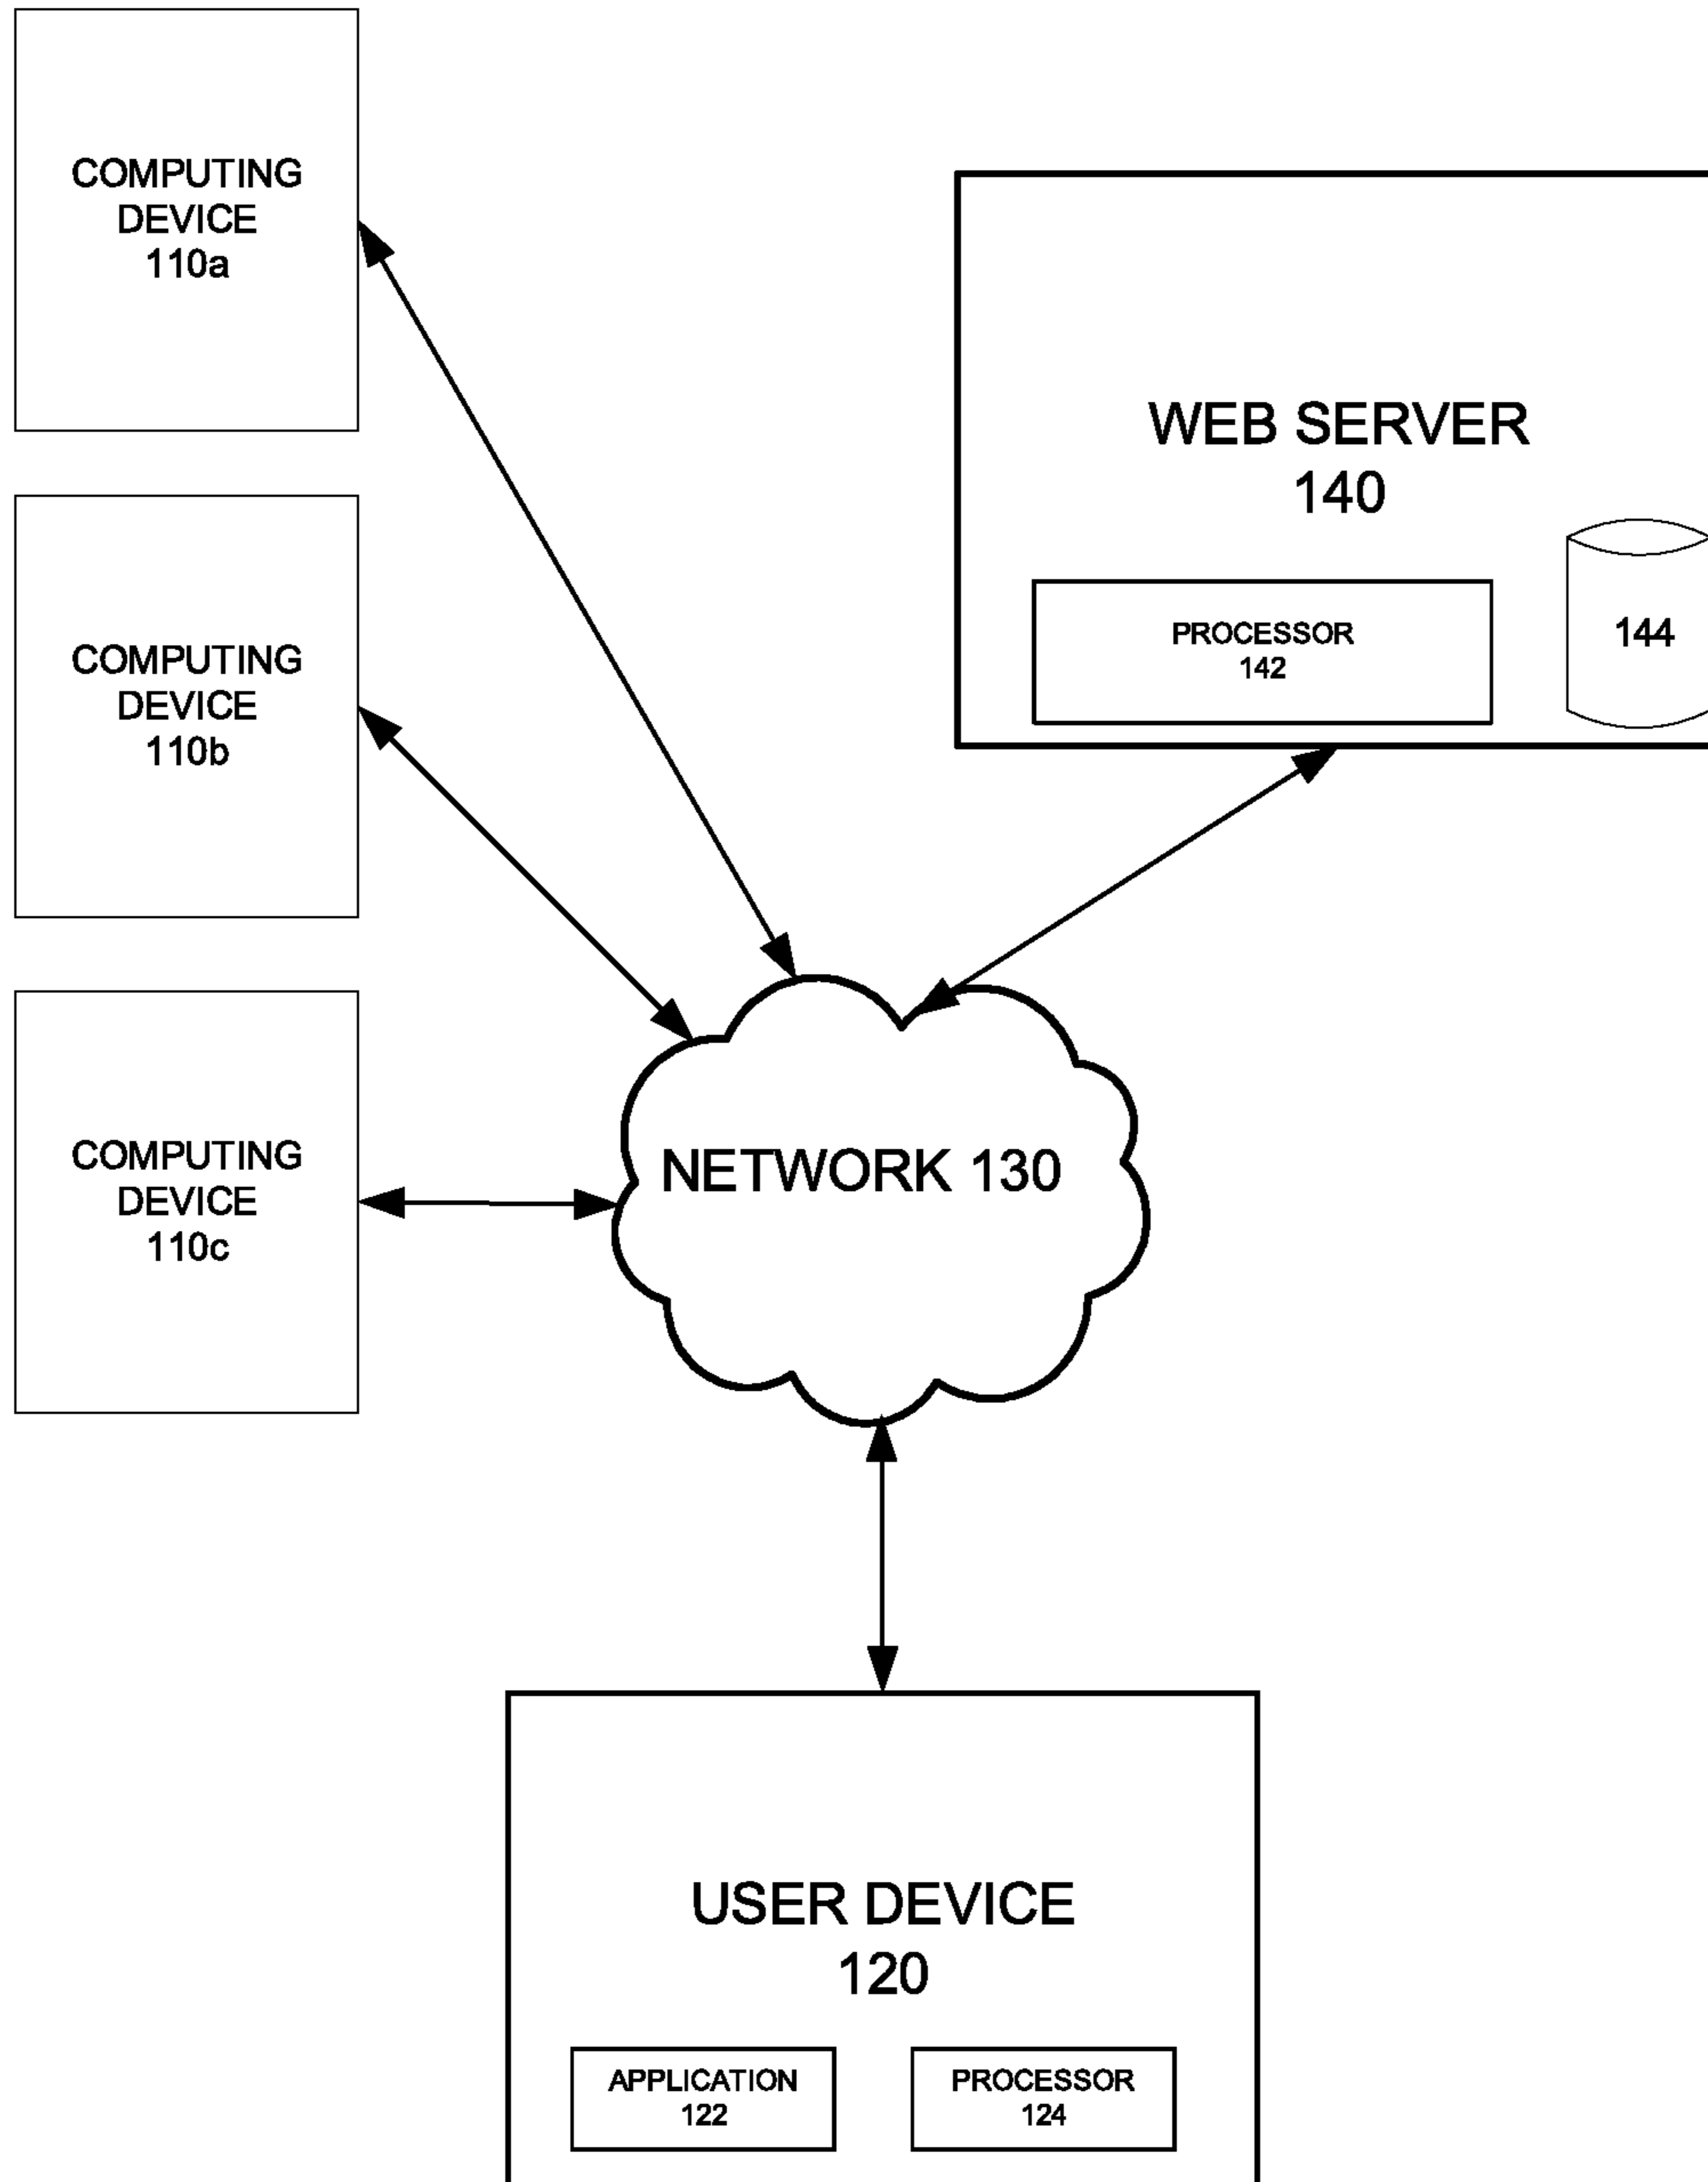 COMPUTING
DEVICE
110a
WEB SERVER
140
PROCESSOR
142
144
COMPUTING
DEVICE
110b
COMPUTING
DEVICE
110c
NETWORK 130
USER DEVICE
120
APPLICATION
122
PROCESSOR
124